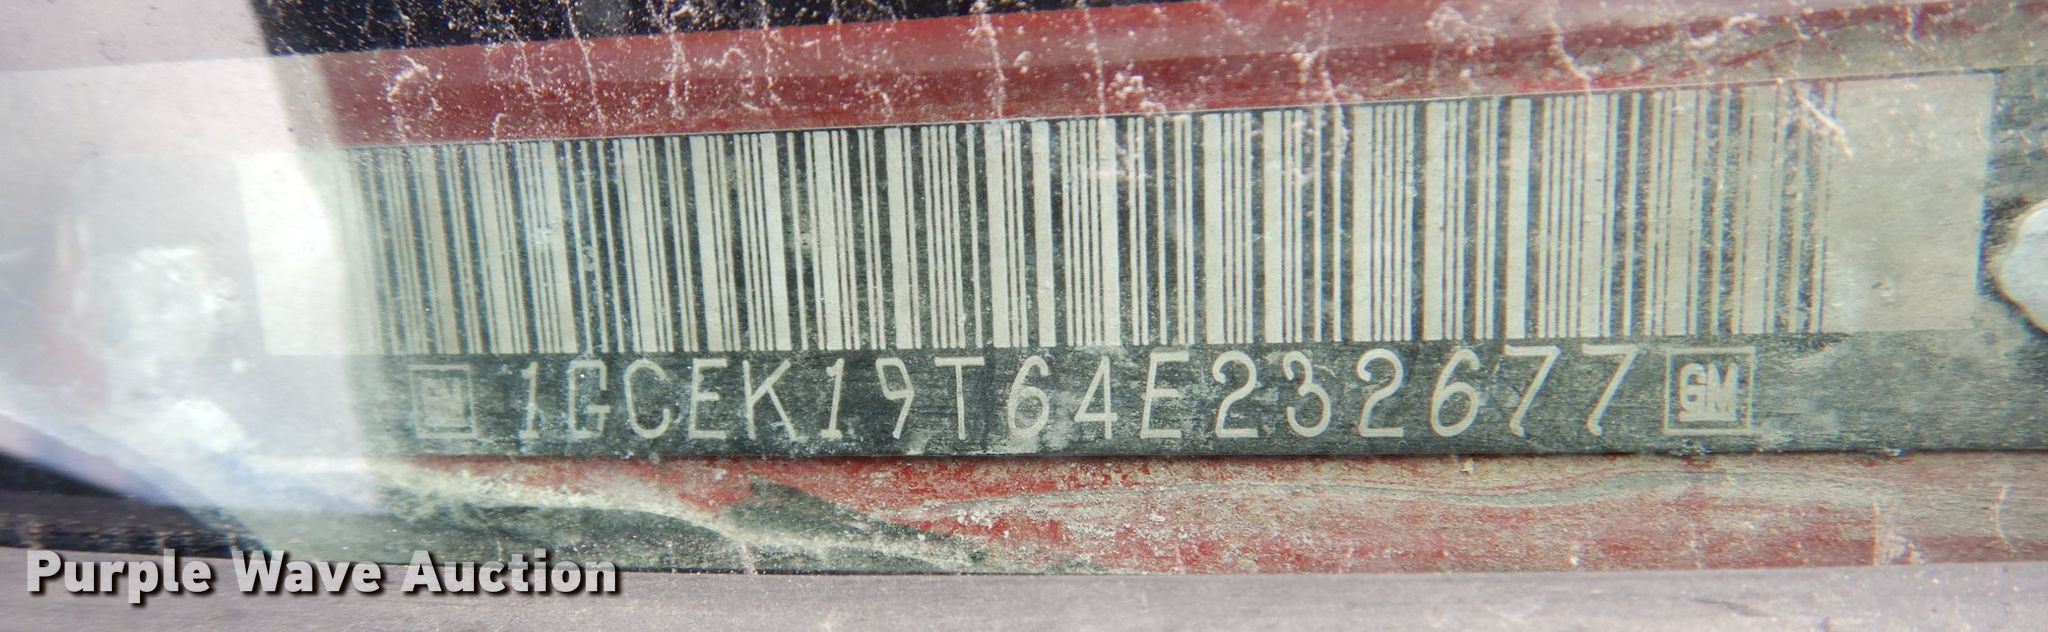 GM 1GCEK19T64E232677 GM
Purple Wave Auction